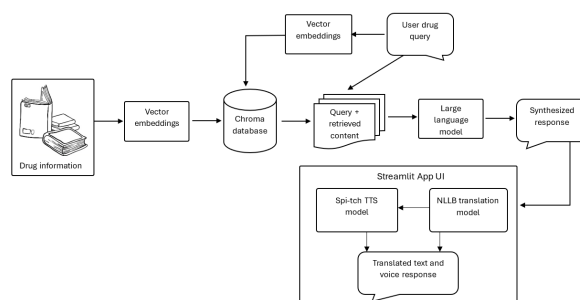 Vector
embeddings
User drug
query
Drug information
Vector
embeddings
Chroma
database
Query +
retrieved
content
Large
language
model
Synthesized
response
Streamlit App UI
Spi-tch TTS
model
NLLB translation
model
Translated text and
voice response